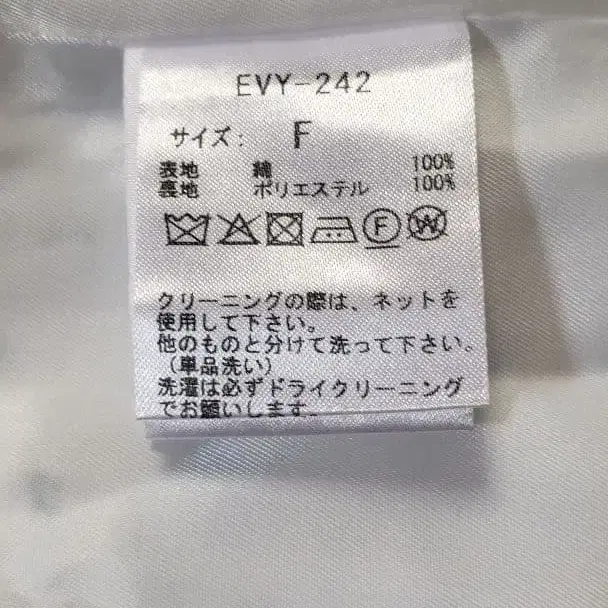 EVY-242
サイズ: F
表地 綿 100%
裏地 ポリエステル 100%
F W
クリーニングの際は、ネットを
使用して下さい。
他のものと分けて洗って下さい。
(単品洗い)
洗濯は必ずドライクリーニング
でお願いします。